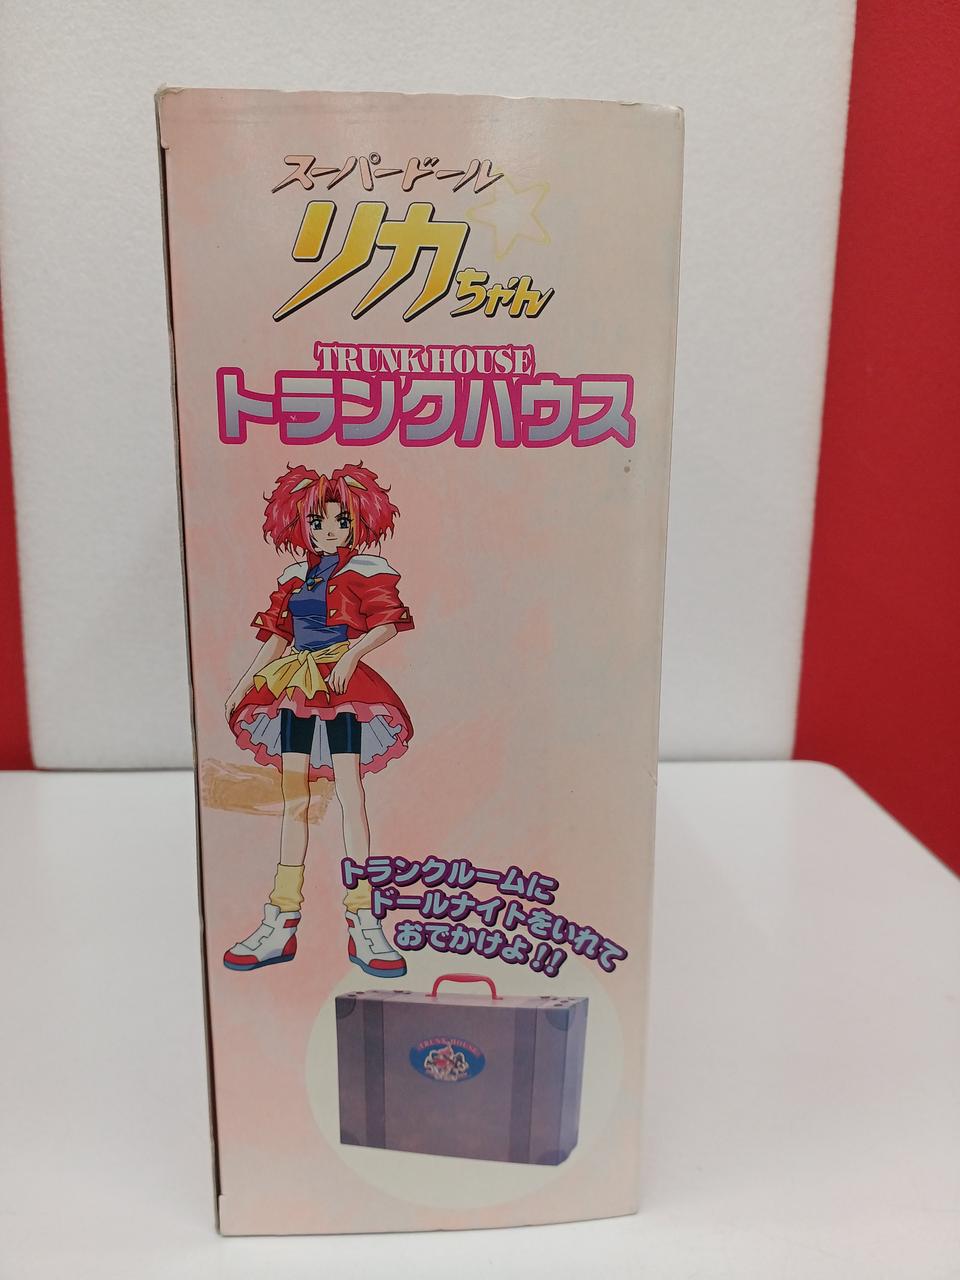 スーパードール
リカちゃん
TRUNK HOUSE
トランクハウス
トランクルームに
ドールナイトをいれて
おでかけよ!!
TRUNK HOUSE